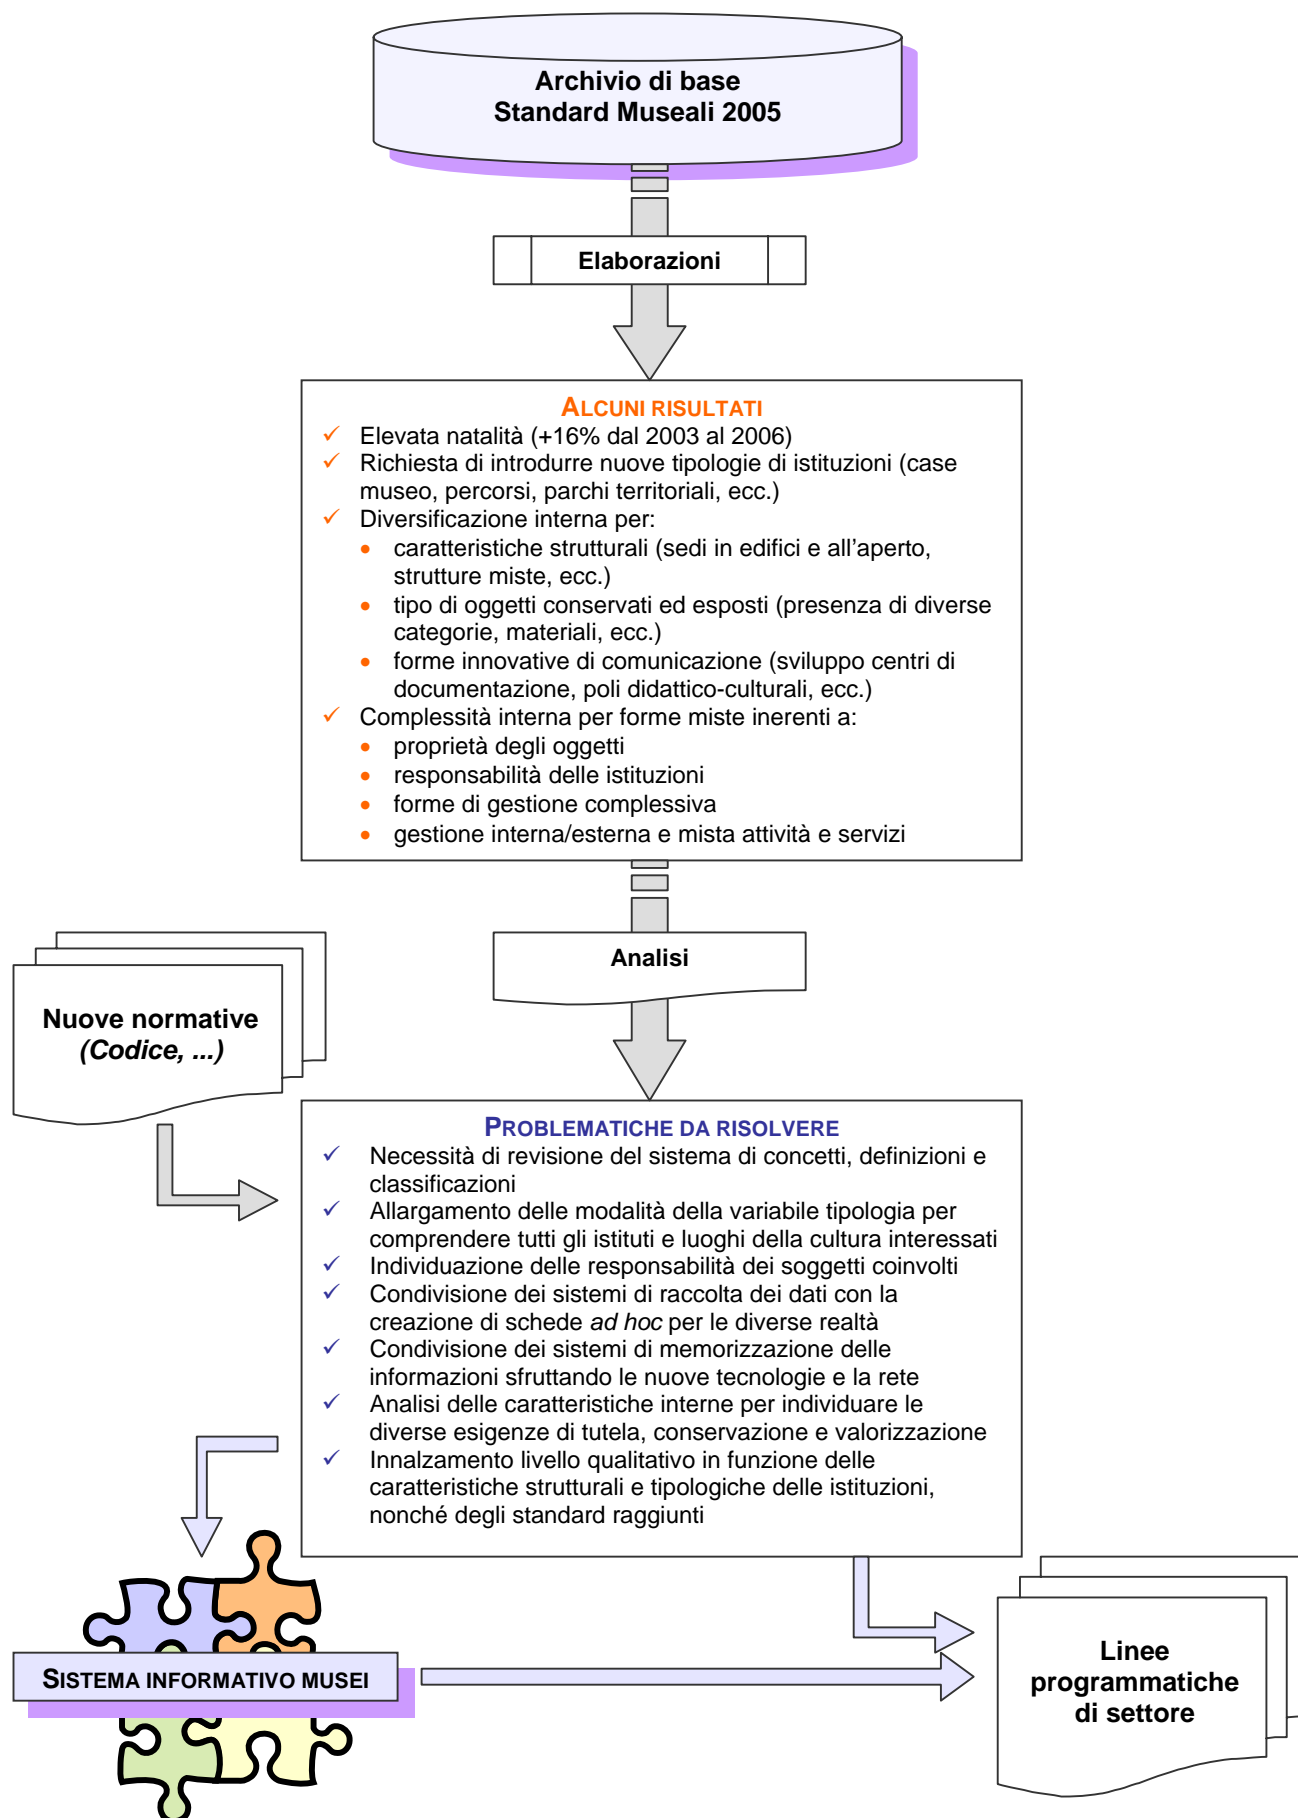 Archivio di base
Standard Museali 2005
Elaborazioni
ALCUNI RISULTATI
✓ Elevata natalità (+16% dal 2003 al 2006)
✓ Richiesta di introdurre nuove tipologie di istituzioni (case
museo, percorsi, parchi territoriali, ecc.)
✓ Diversificazione interna per:
• caratteristiche strutturali (sedi in edifici e all’aperto,
strutture miste, ecc.)
• tipo di oggetti conservati ed esposti (presenza di diverse
categorie, materiali, ecc.)
• forme innovative di comunicazione (sviluppo centri di
documentazione, poli didattico-culturali, ecc.)
✓ Complessità interna per forme miste inerenti a:
• proprietà degli oggetti
• responsabilità delle istituzioni
• forme di gestione complessiva
• gestione interna/esterna e mista attività e servizi
Analisi
Nuove normative
(Codice, ...)
PROBLEMATICHE DA RISOLVERE
✓ Necessità di revisione del sistema di concetti, definizioni e
classificazioni
✓ Allargamento delle modalità della variabile tipologia per
comprendere tutti gli istituti e luoghi della cultura interessati
✓ Individuazione delle responsabilità dei soggetti coinvolti
✓ Condivisione dei sistemi di raccolta dei dati con la
creazione di schede ad hoc per le diverse realtà
✓ Condivisione dei sistemi di memorizzazione delle
informazioni sfruttando le nuove tecnologie e la rete
✓ Analisi delle caratteristiche interne per individuare le
diverse esigenze di tutela, conservazione e valorizzazione
✓ Innalzamento livello qualitativo in funzione delle
caratteristiche strutturali e tipologiche delle istituzioni,
nonché degli standard raggiunti
SISTEMA INFORMATIVO MUSEI
Linee
programmatiche
di settore